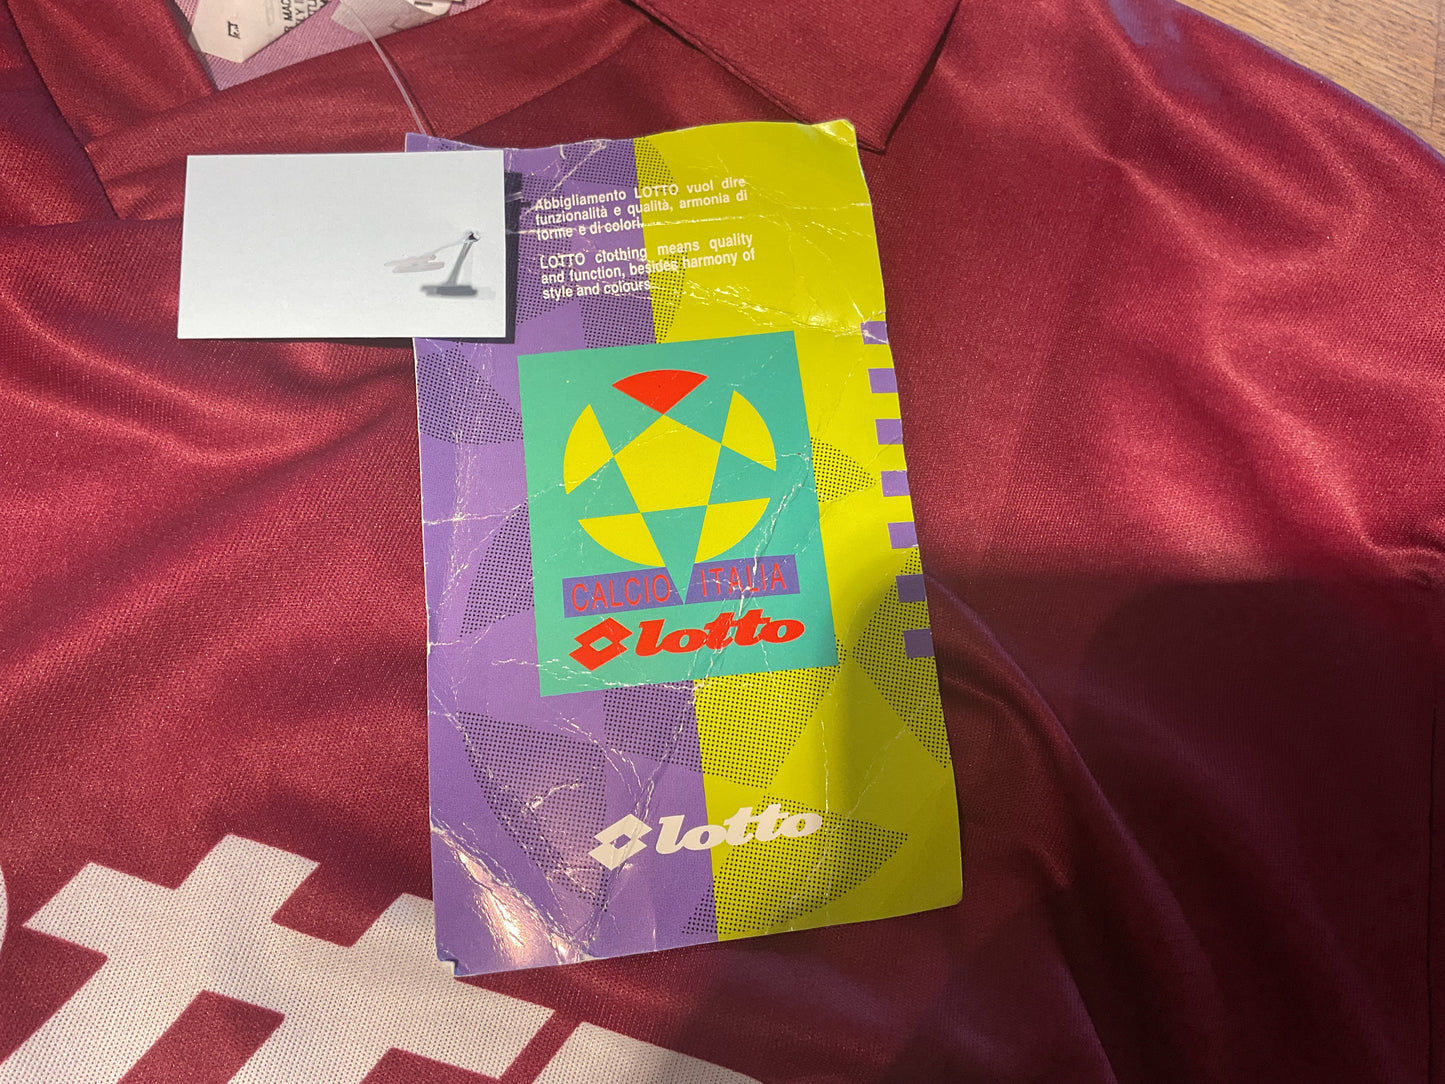 Abbigliamento LOTTO vuol dire
funzionalità e qualità, armonia di
forme e di colori.
LOTTO clothing means quality
and function, besides harmony of
style and colours.
CALCIO ITALIA
lotto
lotto